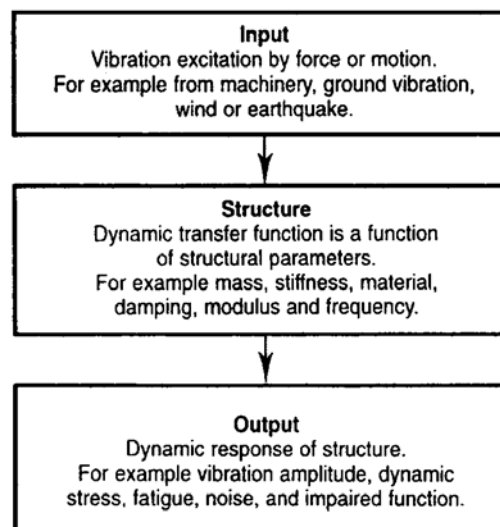 Input
Vibration excitation by force or motion.
For example from machinery, ground vibration,
wind or earthquake.
Structure
Dynamic transfer function is a function
of structural parameters.
For example mass, stiffness, material,
damping, modulus and frequency.
Output
Dynamic response of structure.
For example vibration amplitude, dynamic
stress, fatigue, noise, and impaired function.